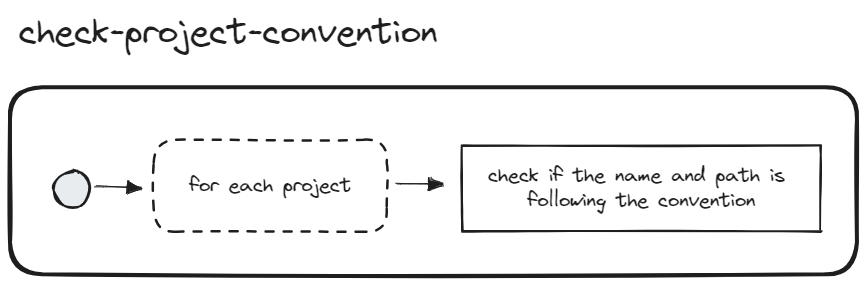 check-project-convention
for each project
check if the name and path is
following the convention